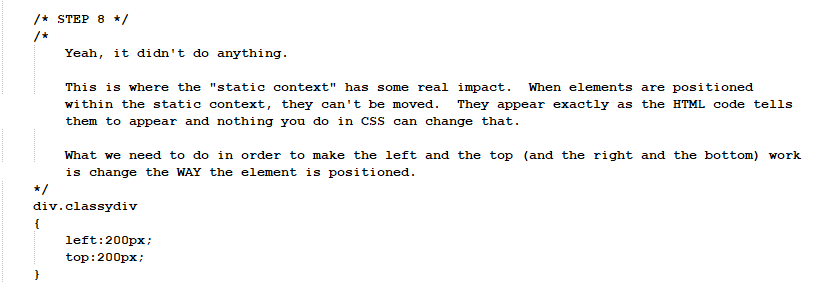 /* STEP 8 */
/*
Yeah, it didn't do anything.
This is where the "static context" has some real impact.  When elements are positioned
within the static context, they can't be moved.  They appear exactly as the HTML code tells
them to appear and nothing you do in CSS can change that.
What we need to do in order to make the left and the top (and the right and the bottom) work
is change the WAY the element is positioned.
*/
div.classydiv
{
left:200px;
top:200px;
}